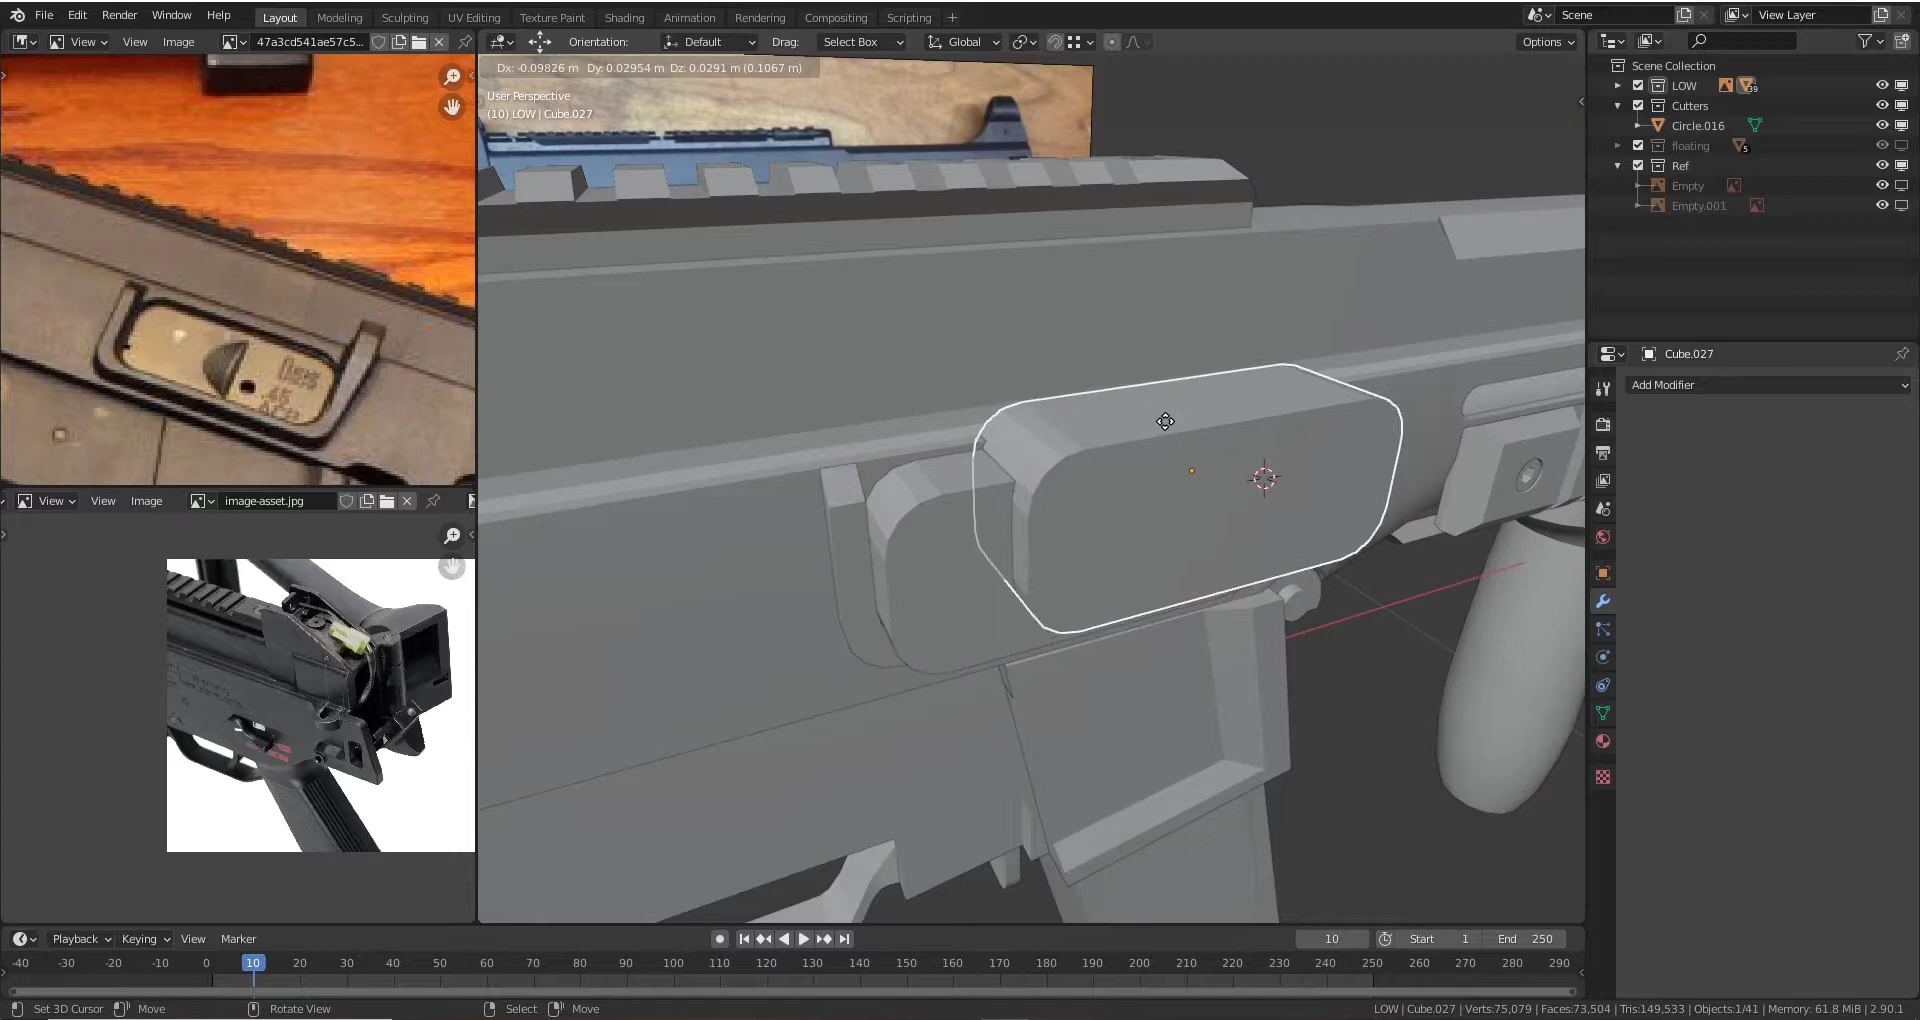 File Edit Render Window Help Layout Modeling Sculpting UV Editing Texture Paint Shading Animation Rendering Compositing Scripting + Scene View Layer
View View Image 47a3cd541ae57c5... Orientation: Default Drag: Select Box Global Options
Dx: -0.09826 m Dy: 0.02954 m Dz: 0.0291 m (0.1067 m)
User Perspective
(10) LOW | Cube.027
Scene Collection
LOW 39
Cutters
Circle.016
floating 5
Ref
Empty
Empty.001
Cube.027
Add Modifier
45
View View Image image-asset.jpg
Playback Keying View Marker 10 Start 1 End 250
-40 -30 -20 -10 0 10 20 30 40 50 60 70 80 90 100 110 120 130 140 150 160 170 180 190 200 210 220 230 240 250 260 270 280 290
Set 3D Cursor Move Rotate View Select Move LOW | Cube.027 | Verts:75,079 | Faces:73,504 | Tris:149,533 | Objects:1/41 | Memory: 61.8 MiB | 2.90.1